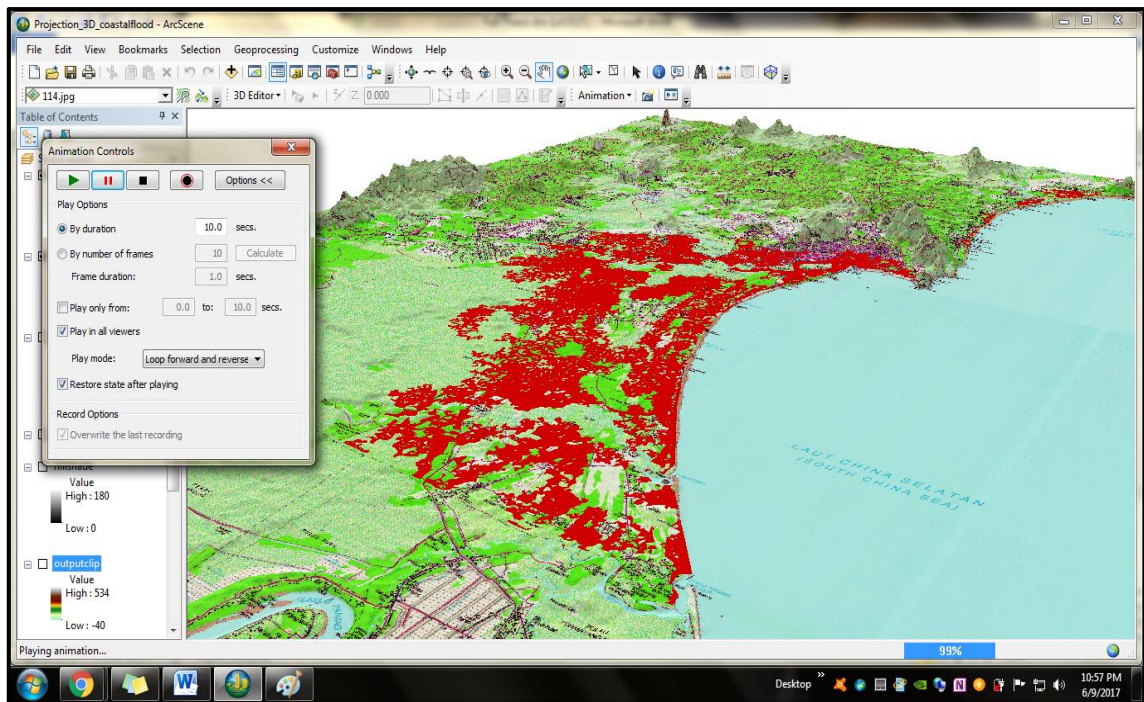 Projection_3D_coastalflood - ArcScene
File Edit View Bookmarks Selection Geoprocessing Customize Windows Help
114.jpg
3D Editor
0.000
Animation
Table of Contents
Animation Controls
Options <<
Play Options
By duration 10.0 secs.
By number of frames 10 Calculate
Frame duration: 1.0 secs.
Play only from: 0.0 to: 10.0 secs.
Play in all viewers
Play mode: Loop forward and reverse
Restore state after playing
Record Options
Overwrite the last recording
hillshade
Value
High : 180
Low : 0
outputclip
Value
High : 534
Low : -40
LAUT CHINA SELATAN
(SOUTH CHINA SEA)
Playing animation...
99%
Desktop
10:57 PM
6/9/2017